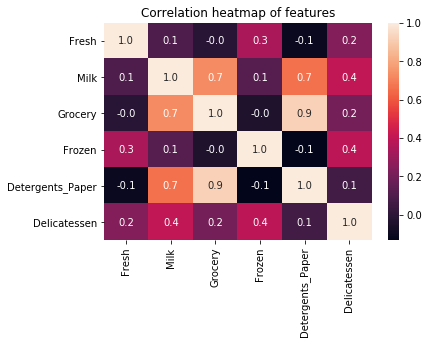 Correlation heatmap of features
Fresh 1.0 0.1 -0.0 0.3 -0.1 0.2
Milk 0.1 1.0 0.7 0.1 0.7 0.4
Grocery -0.0 0.7 1.0 -0.0 0.9 0.2
Frozen 0.3 0.1 -0.0 1.0 -0.1 0.4
Detergents_Paper -0.1 0.7 0.9 -0.1 1.0 0.1
Delicatessen 0.2 0.4 0.2 0.4 0.1 1.0
Fresh
Milk
Grocery
Frozen
Detergents_Paper
Delicatessen
1.0
0.8
0.6
0.4
0.2
0.0